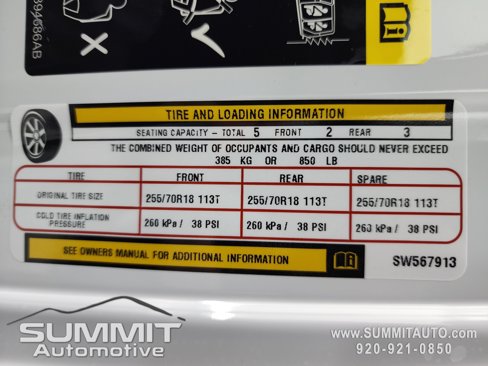 894686AB
TIRE AND LOADING INFORMATION
SEATING CAPACITY – TOTAL 5 FRONT 2 REAR 3
THE COMBINED WEIGHT OF OCCUPANTS AND CARGO SHOULD NEVER EXCEED
385 KG OR 850 LB
TIRE FRONT REAR SPARE
ORIGINAL TIRE SIZE 255/70R18 113T 255/70R18 113T 255/70R18 113T
COLD TIRE INFLATION PRESSURE 260 kPa / 38 PSI 260 kPa / 38 PSI 260 kPa / 38 PSI
SEE OWNERS MANUAL FOR ADDITIONAL INFORMATION
SW567913
SUMMIT
Automotive
WWW.SUMMITAUTO.COM
920-921-0850